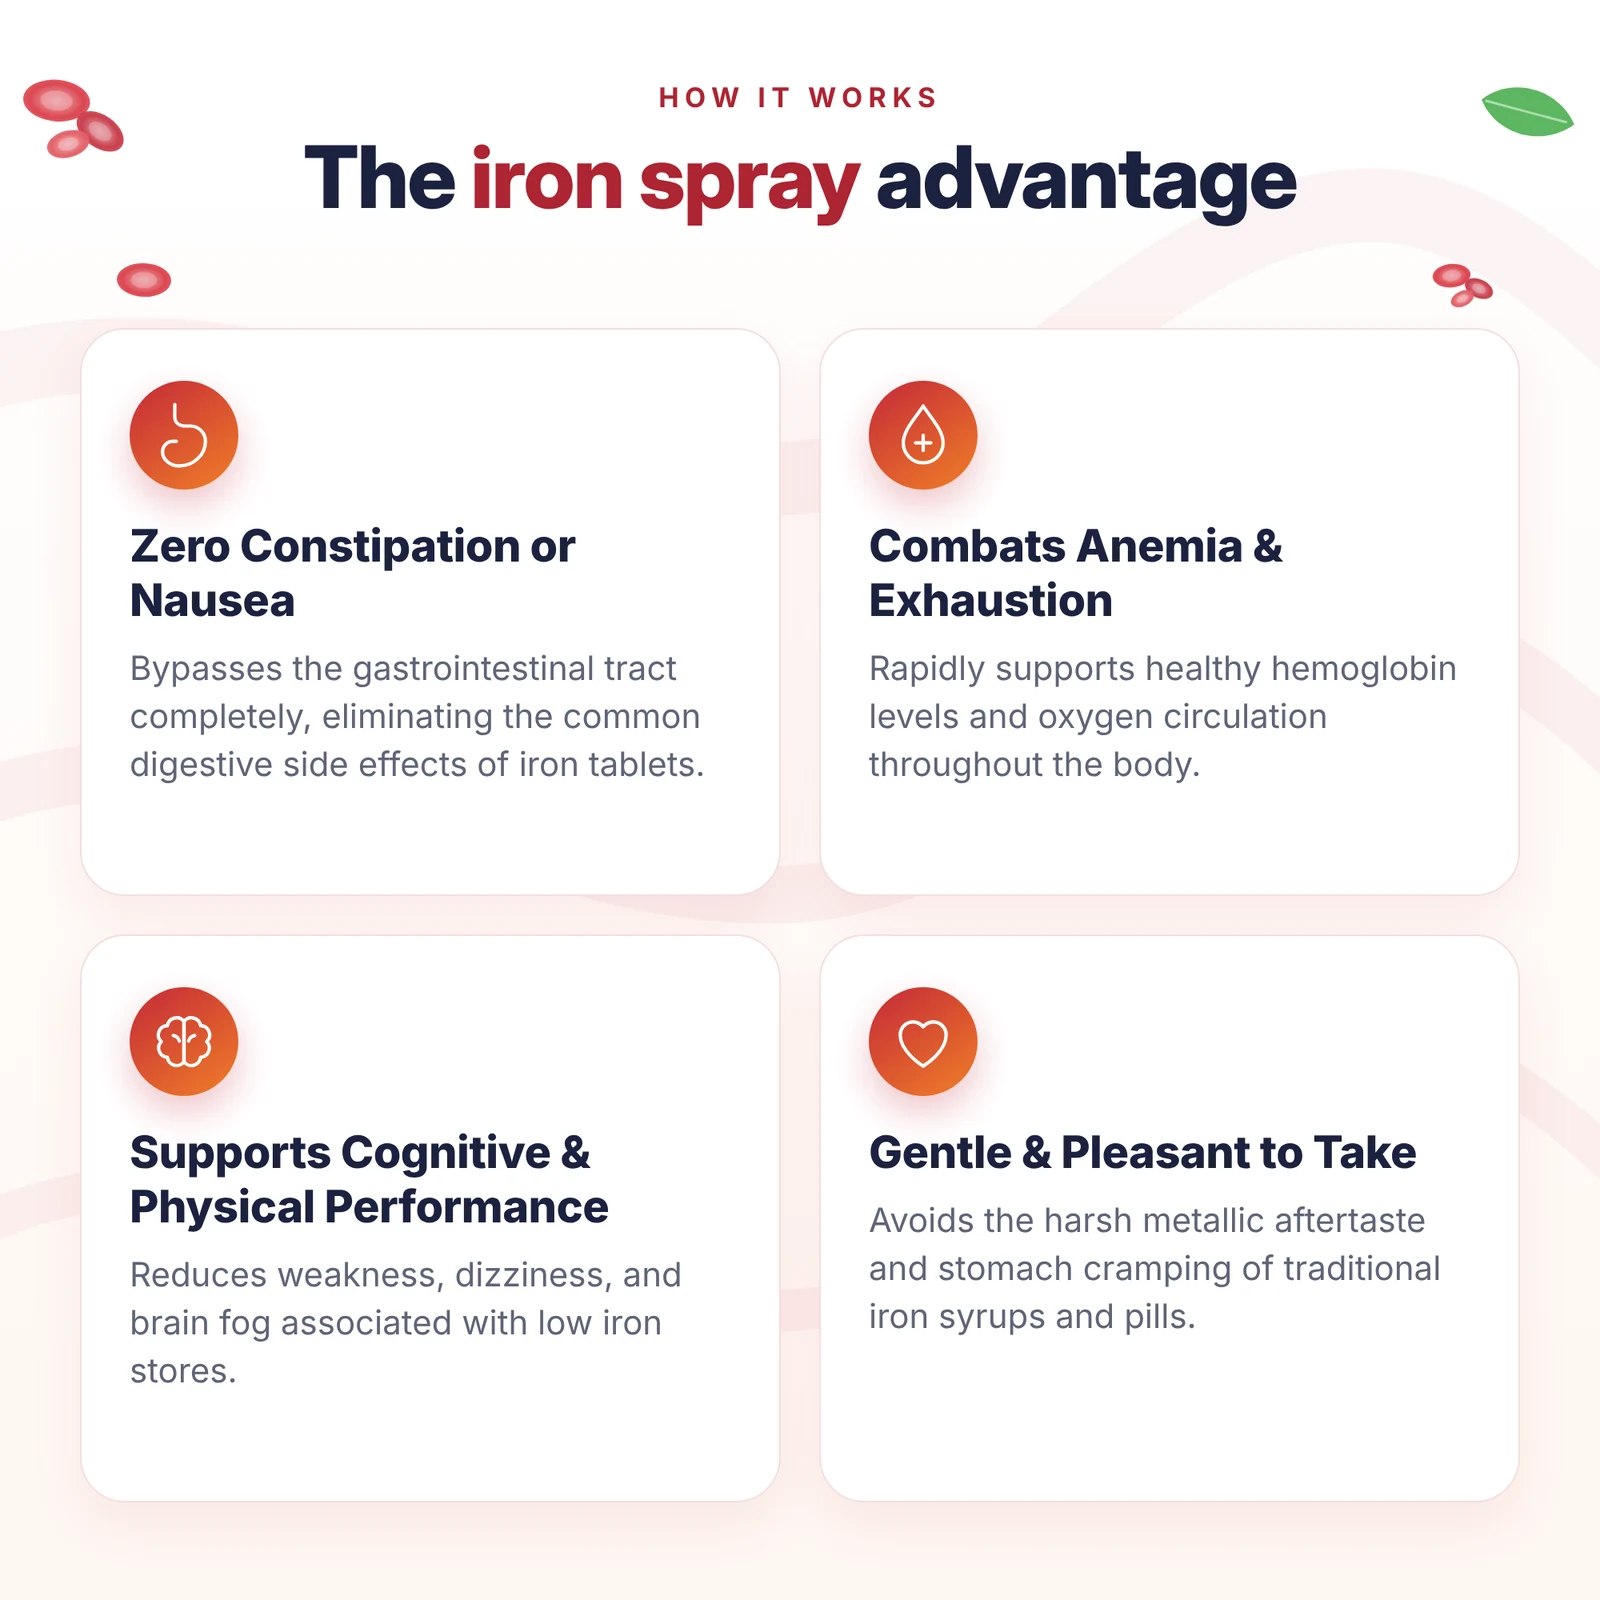 HOW IT WORKS
The iron spray advantage
Zero Constipation or
Nausea
Bypasses the gastrointestinal tract
completely, eliminating the common
digestive side effects of iron tablets.
Combats Anemia &
Exhaustion
Rapidly supports healthy hemoglobin
levels and oxygen circulation
throughout the body.
Supports Cognitive &
Physical Performance
Reduces weakness, dizziness, and
brain fog associated with low iron
stores.
Gentle & Pleasant to Take
Avoids the harsh metallic aftertaste
and stomach cramping of traditional
iron syrups and pills.